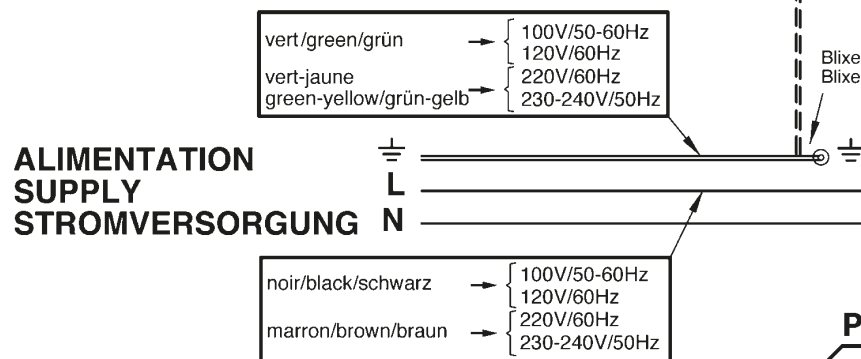 vert/green/grün
100V/50-60Hz
120V/60Hz
vert-jaune
green-yellow/grün-gelb
220V/60Hz
230-240V/50Hz
Blixe
Blixe
ALIMENTATION
SUPPLY
STROMVERSORGUNG
L
N
noir/black/schwarz
100V/50-60Hz
120V/60Hz
marron/brown/braun
220V/60Hz
230-240V/50Hz
P